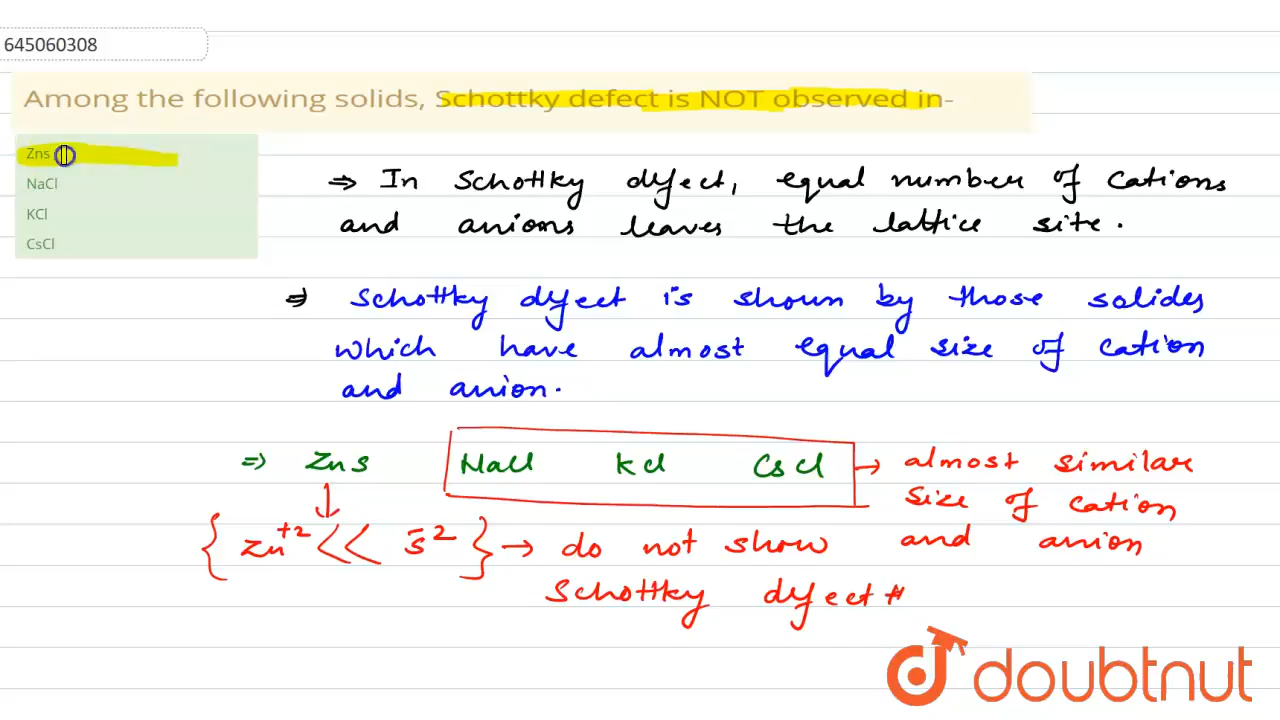 645060308
Among the following solids, Schottky defect is NOT observed in-
Zns
NaCl
KCl
CsCl
⇒ In Schottky defect, equal number of cations
and anions leaves the lattice site.
⇒ Schottky defect is shown by those solides
which have almost equal size of cation
and anion.
⇒ Zns NaCl KCl CsCl → almost similar
size of cation
and anion
↓
{ Zn+2 << S-2 } → do not show
Schottky defect #
doubtnut